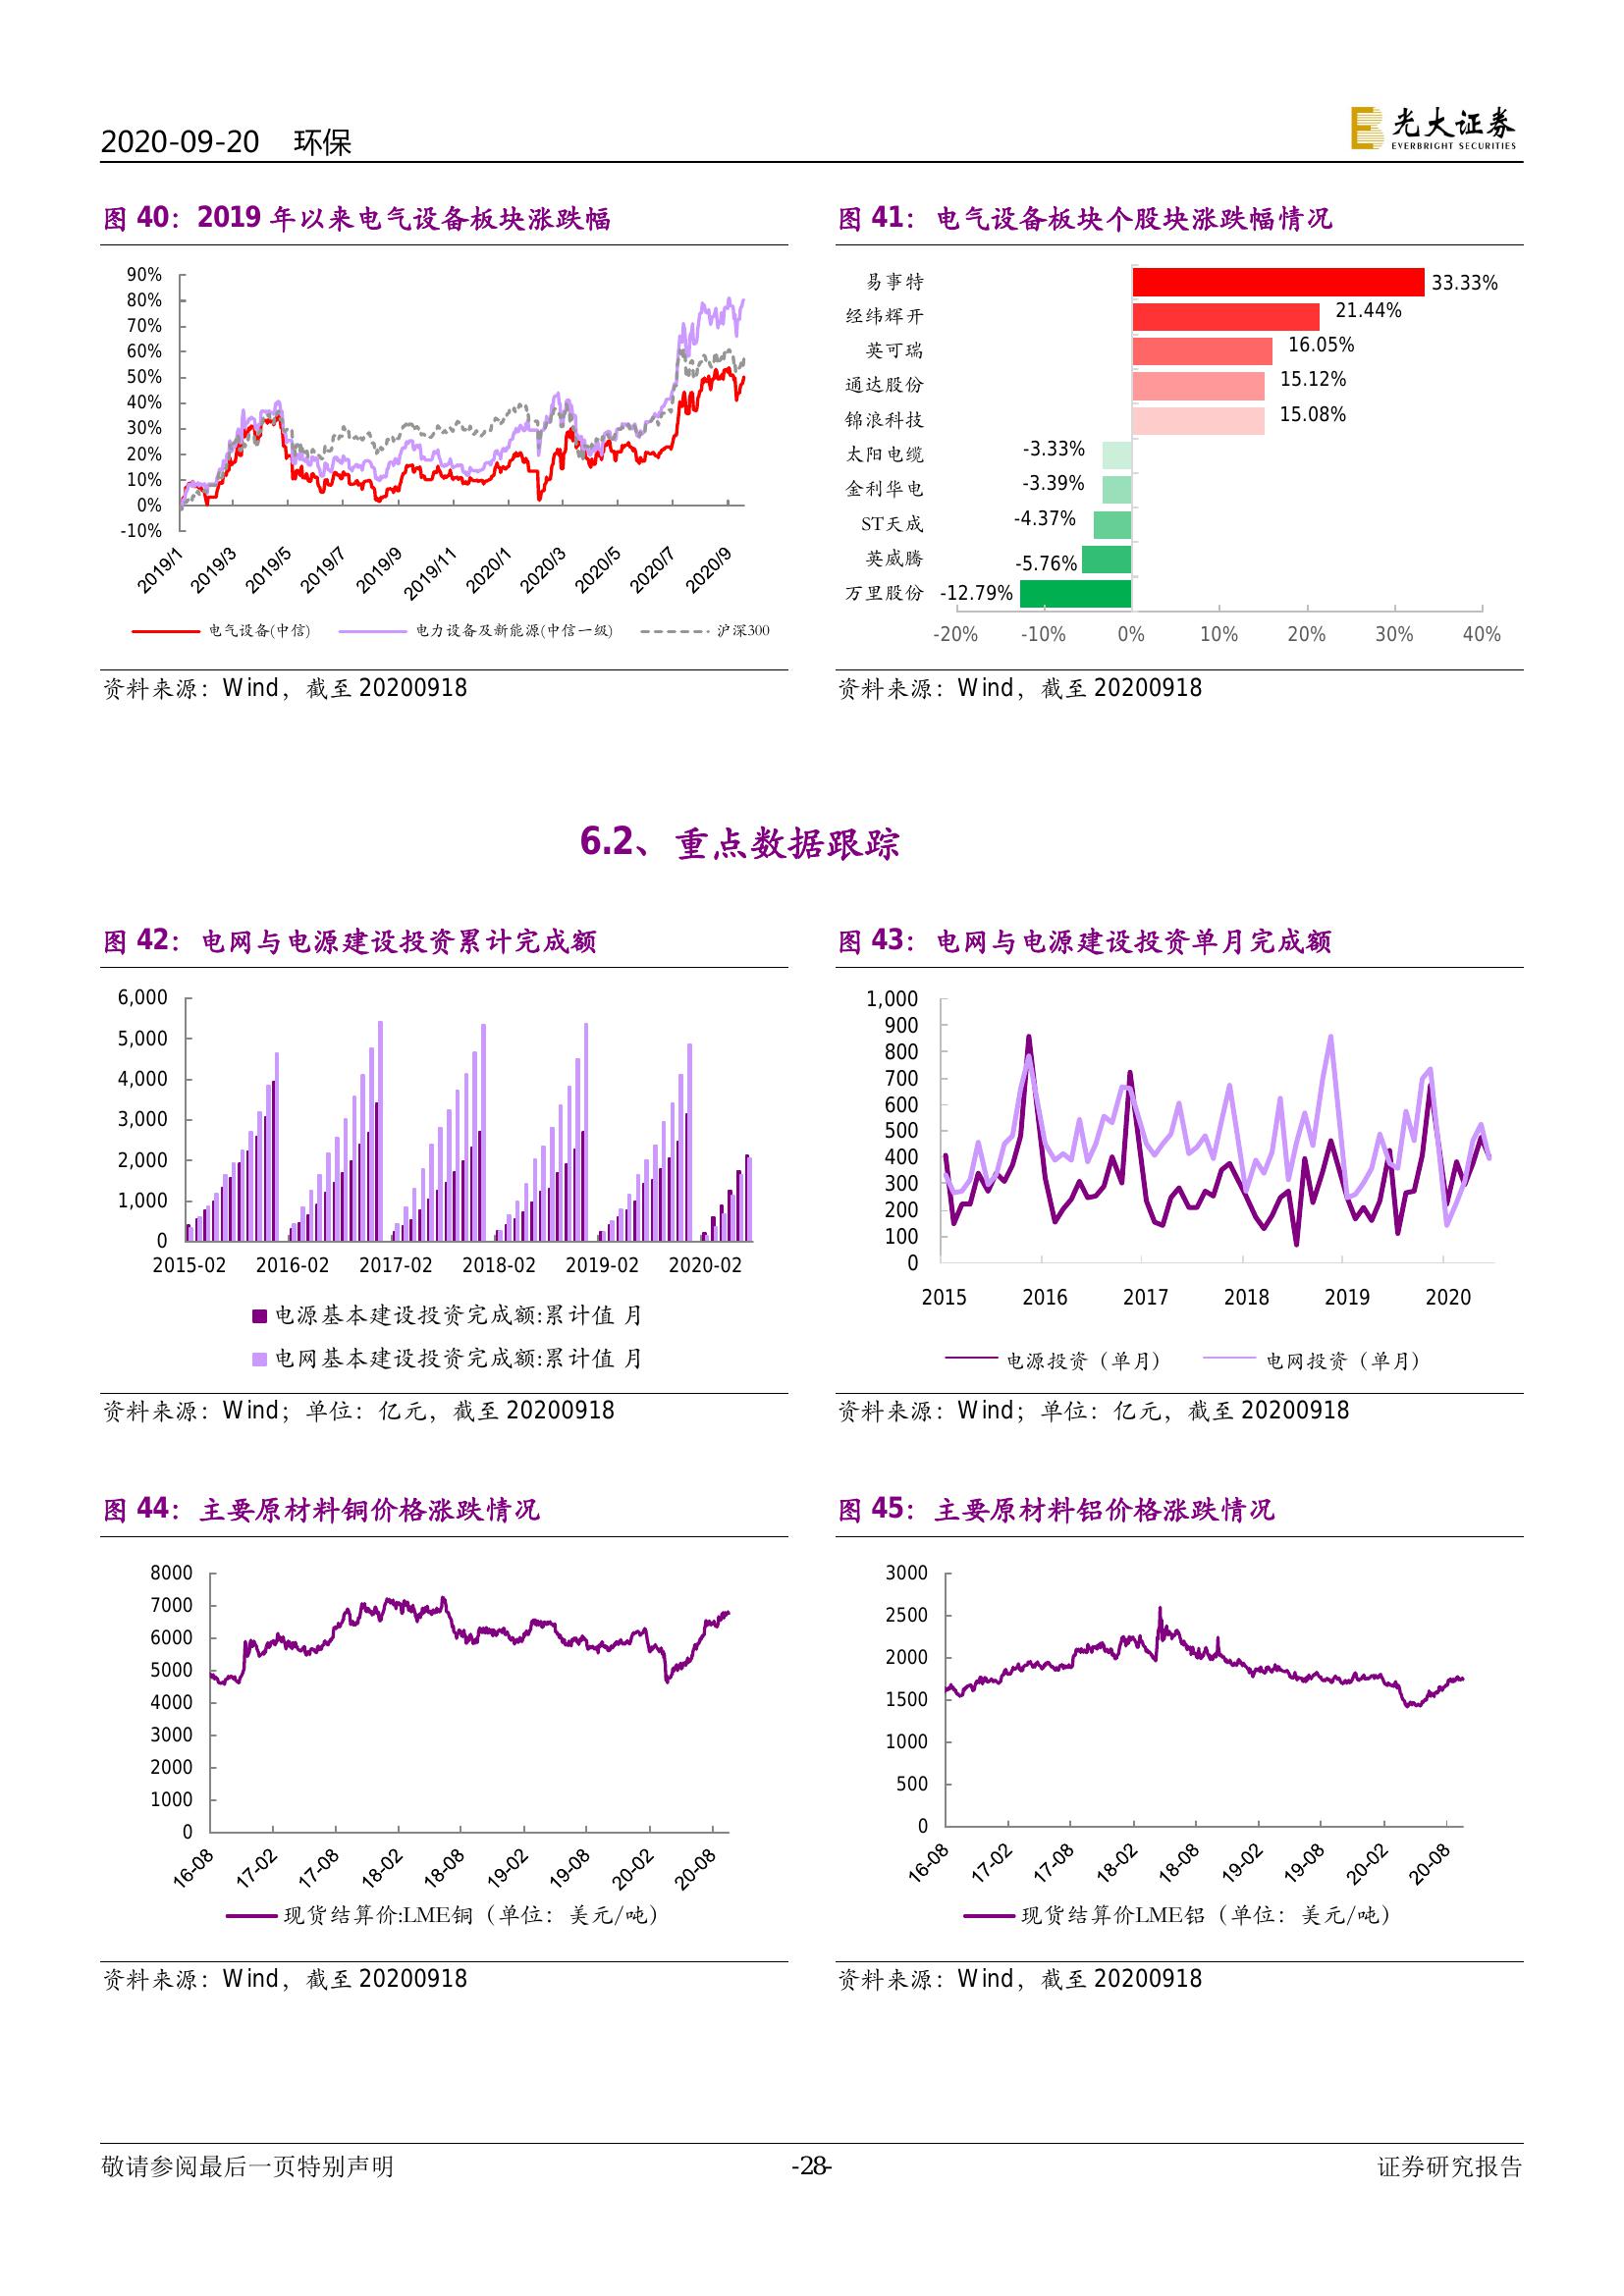 2020-09-20 环保
光大证券
EVERBRIGHT SECURITIES
图 40：2019 年以来电气设备板块涨跌幅
90%
80%
70%
60%
50%
40%
30%
20%
10%
0%
-10%
2019/1
2019/3
2019/5
2019/7
2019/9
2019/11
2020/1
2020/3
2020/5
2020/7
2020/9
电气设备(中信)
电力设备及新能源(中信一级)
沪深300
资料来源：Wind，截至 20200918
图 41：电气设备板块个股块涨跌幅情况
易事特 33.33%
经纬辉开 21.44%
英可瑞 16.05%
通达股份 15.12%
锦浪科技 15.08%
太阳电缆 -3.33%
金利华电 -3.39%
ST天成 -4.37%
英威腾 -5.76%
万里股份 -12.79%
-20% -10% 0% 10% 20% 30% 40%
资料来源：Wind，截至 20200918
6.2、重点数据跟踪
图 42：电网与电源建设投资累计完成额
6,000
5,000
4,000
3,000
2,000
1,000
0
2015-02 2016-02 2017-02 2018-02 2019-02 2020-02
电源基本建设投资完成额:累计值 月
电网基本建设投资完成额:累计值 月
资料来源：Wind；单位：亿元，截至 20200918
图 43：电网与电源建设投资单月完成额
1,000
900
800
700
600
500
400
300
200
100
0
2015 2016 2017 2018 2019 2020
电源投资（单月） 电网投资（单月）
资料来源：Wind；单位：亿元，截至 20200918
图 44：主要原材料铜价格涨跌情况
8000
7000
6000
5000
4000
3000
2000
1000
0
16-08
17-02
17-08
18-02
18-08
19-02
19-08
20-02
20-08
现货结算价:LME铜（单位：美元/吨）
资料来源：Wind，截至 20200918
图 45：主要原材料铝价格涨跌情况
3000
2500
2000
1500
1000
500
0
16-08
17-02
17-08
18-02
18-08
19-02
19-08
20-02
20-08
现货结算价LME铝（单位：美元/吨）
资料来源：Wind，截至 20200918
敬请参阅最后一页特别声明 -28- 证券研究报告